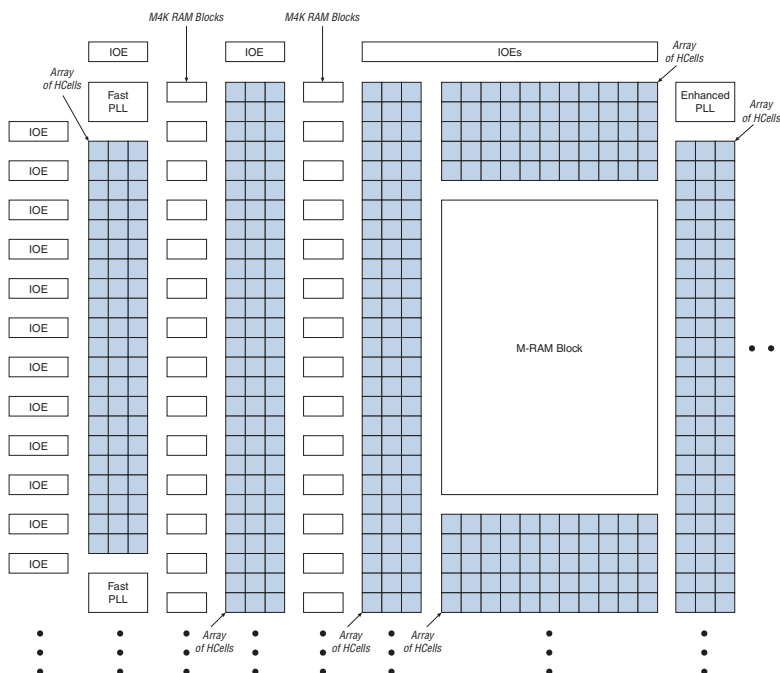 M4K RAM Blocks
M4K RAM Blocks
IOE
IOE
IOEs
Array
of HCells
Array
of HCells
Fast
PLL
Enhanced
PLL
Array
of HCells
IOE
IOE
IOE
IOE
IOE
IOE
M-RAM Block
IOE
IOE
IOE
IOE
IOE
IOE
Fast
PLL
Array
of HCells
Array
of HCells
Array
of HCells